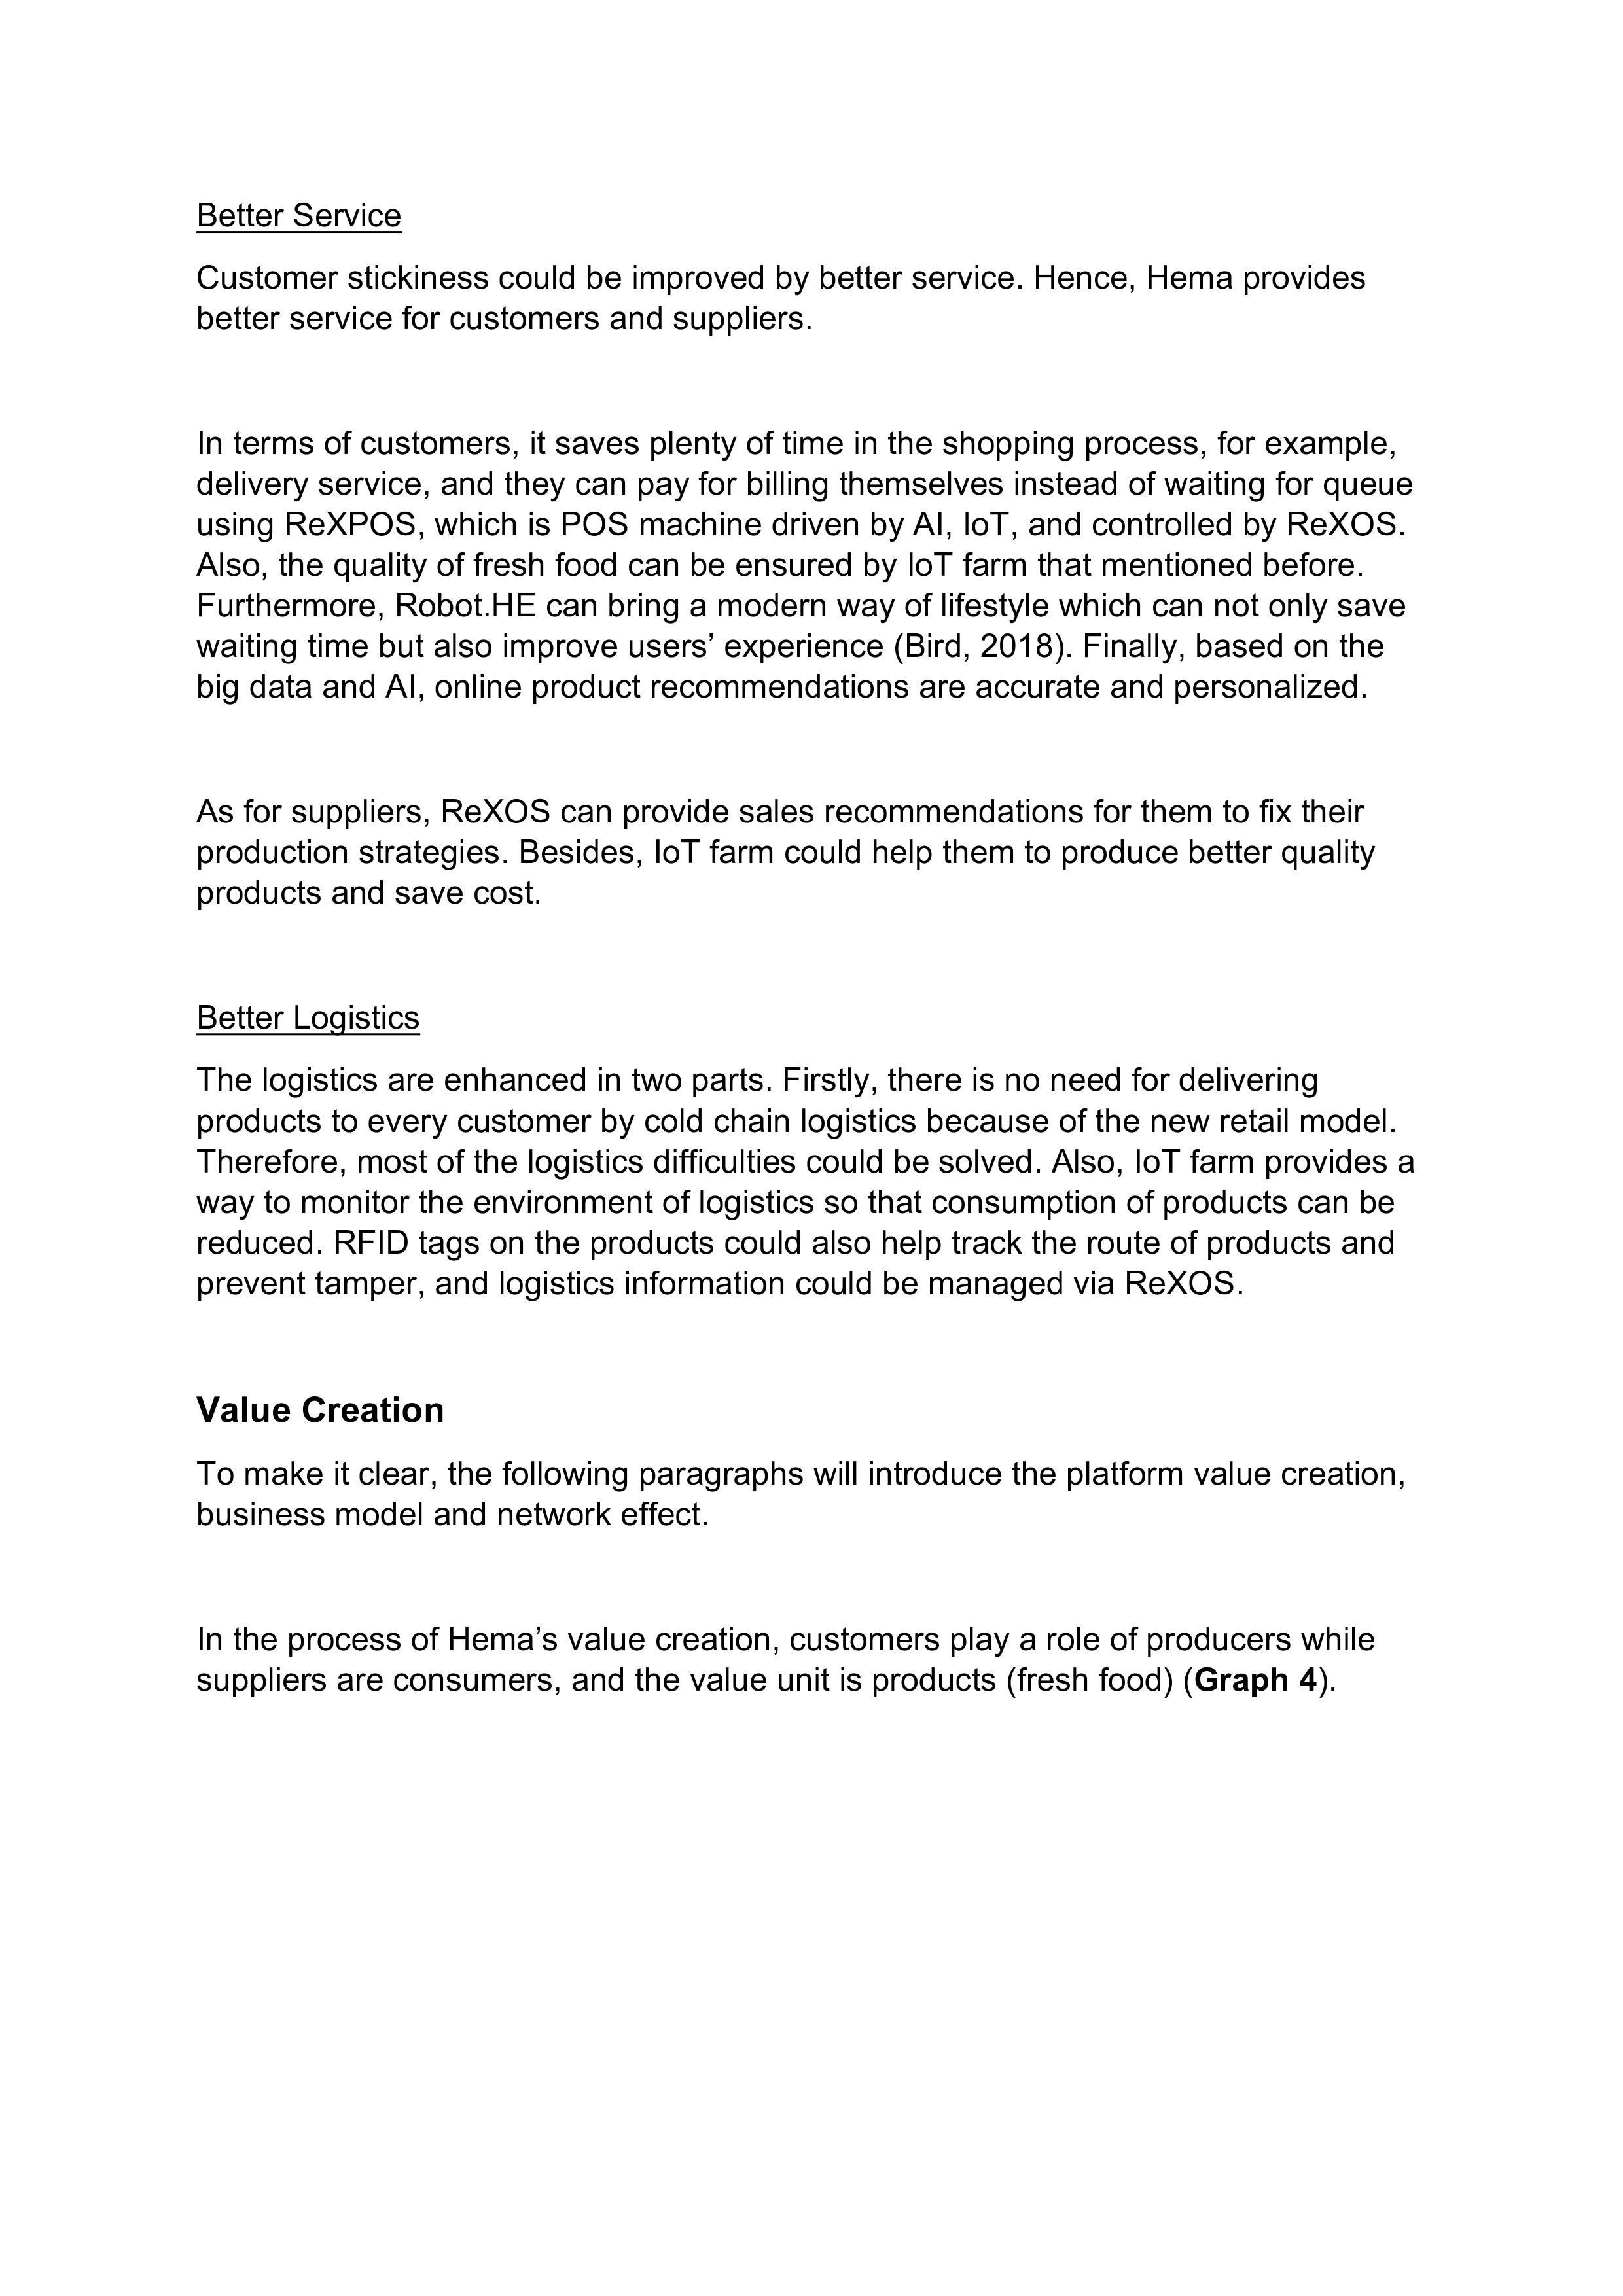 Better Service
Customer stickiness could be improved by better service. Hence, Hema provides
better service for customers and suppliers.
In terms of customers, it saves plenty of time in the shopping process, for example,
delivery service, and they can pay for billing themselves instead of waiting for queue
using ReXPOS, which is POS machine driven by AI, IoT, and controlled by ReXOS.
Also, the quality of fresh food can be ensured by IoT farm that mentioned before.
Furthermore, Robot.HE can bring a modern way of lifestyle which can not only save
waiting time but also improve users’ experience (Bird, 2018). Finally, based on the
big data and AI, online product recommendations are accurate and personalized.
As for suppliers, ReXOS can provide sales recommendations for them to fix their
production strategies. Besides, IoT farm could help them to produce better quality
products and save cost.
Better Logistics
The logistics are enhanced in two parts. Firstly, there is no need for delivering
products to every customer by cold chain logistics because of the new retail model.
Therefore, most of the logistics difficulties could be solved. Also, IoT farm provides a
way to monitor the environment of logistics so that consumption of products can be
reduced. RFID tags on the products could also help track the route of products and
prevent tamper, and logistics information could be managed via ReXOS.
Value Creation
To make it clear, the following paragraphs will introduce the platform value creation,
business model and network effect.
In the process of Hema’s value creation, customers play a role of producers while
suppliers are consumers, and the value unit is products (fresh food) (Graph 4).